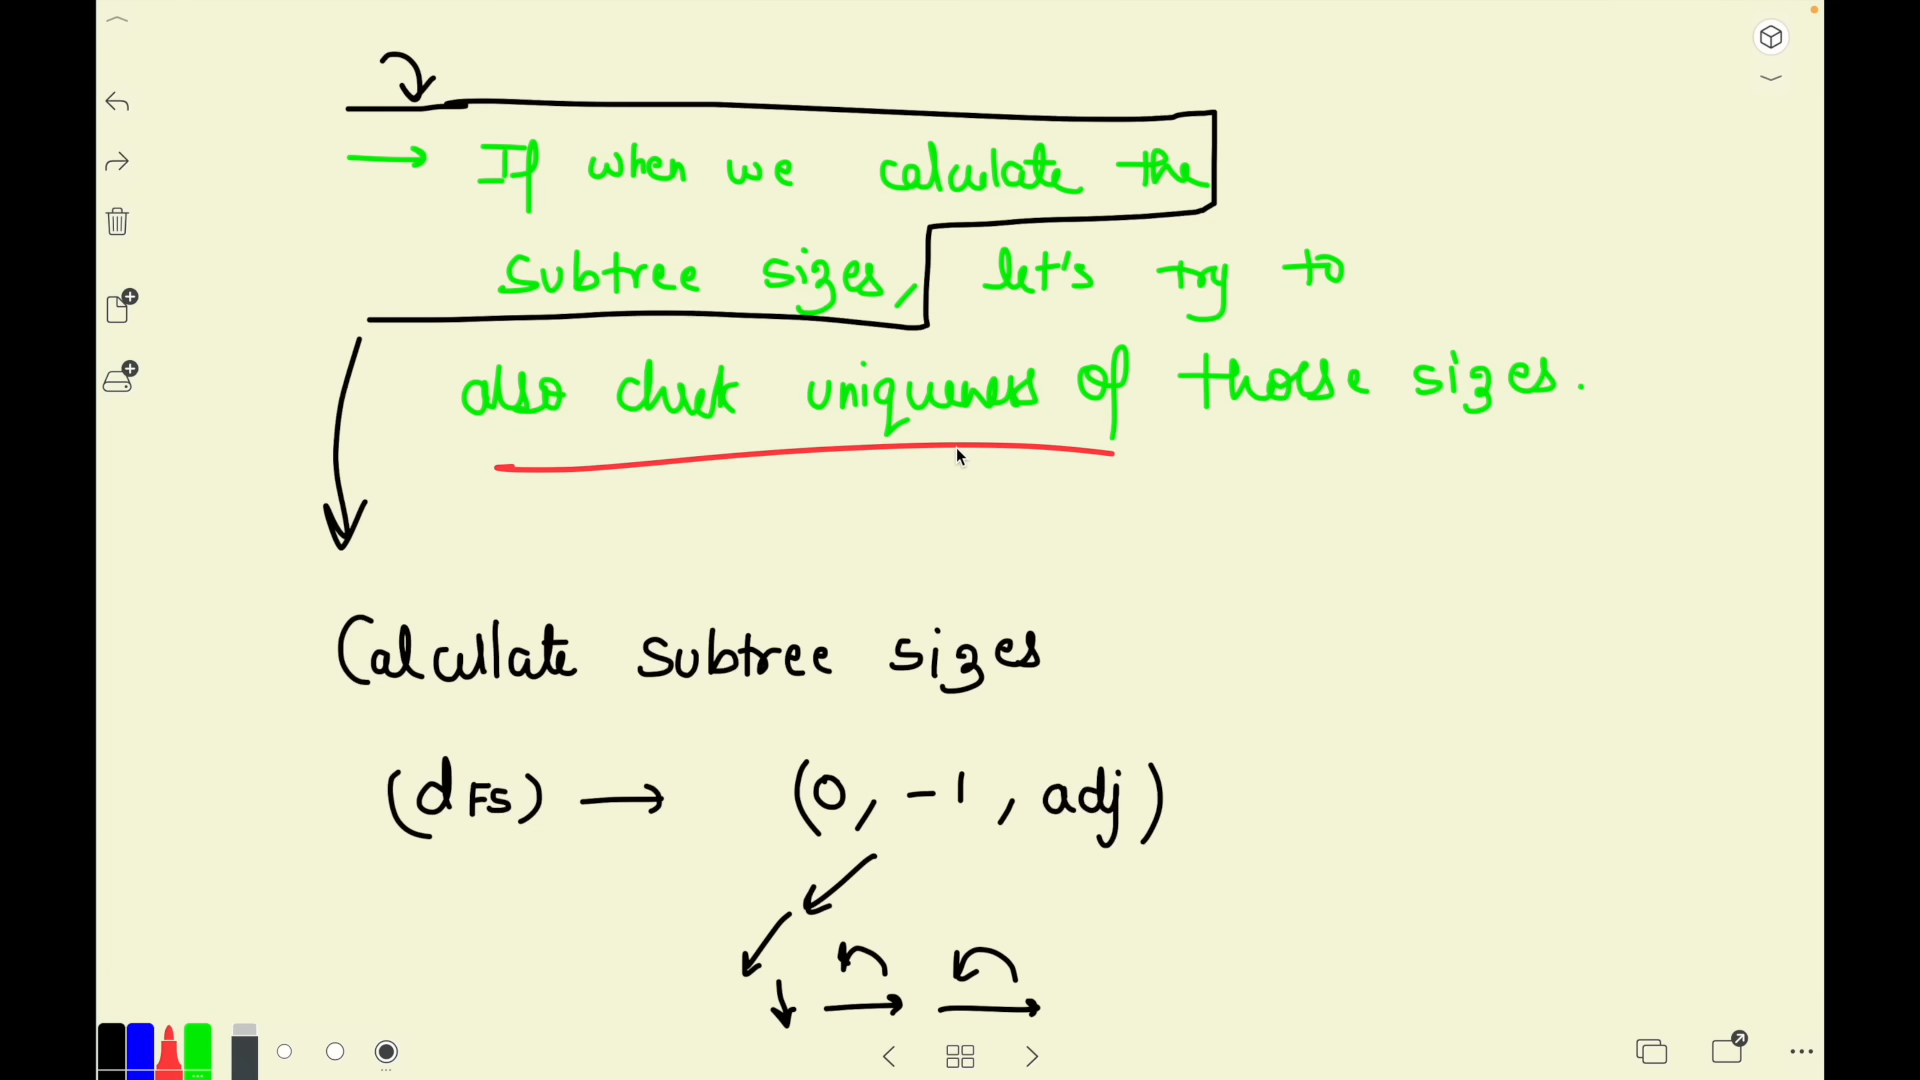 → If when we calculate the
subtree sizes, let's try to
also check uniqueness of those sizes.
Calculate subtree sizes
(dFS) → (0, -1, adj)